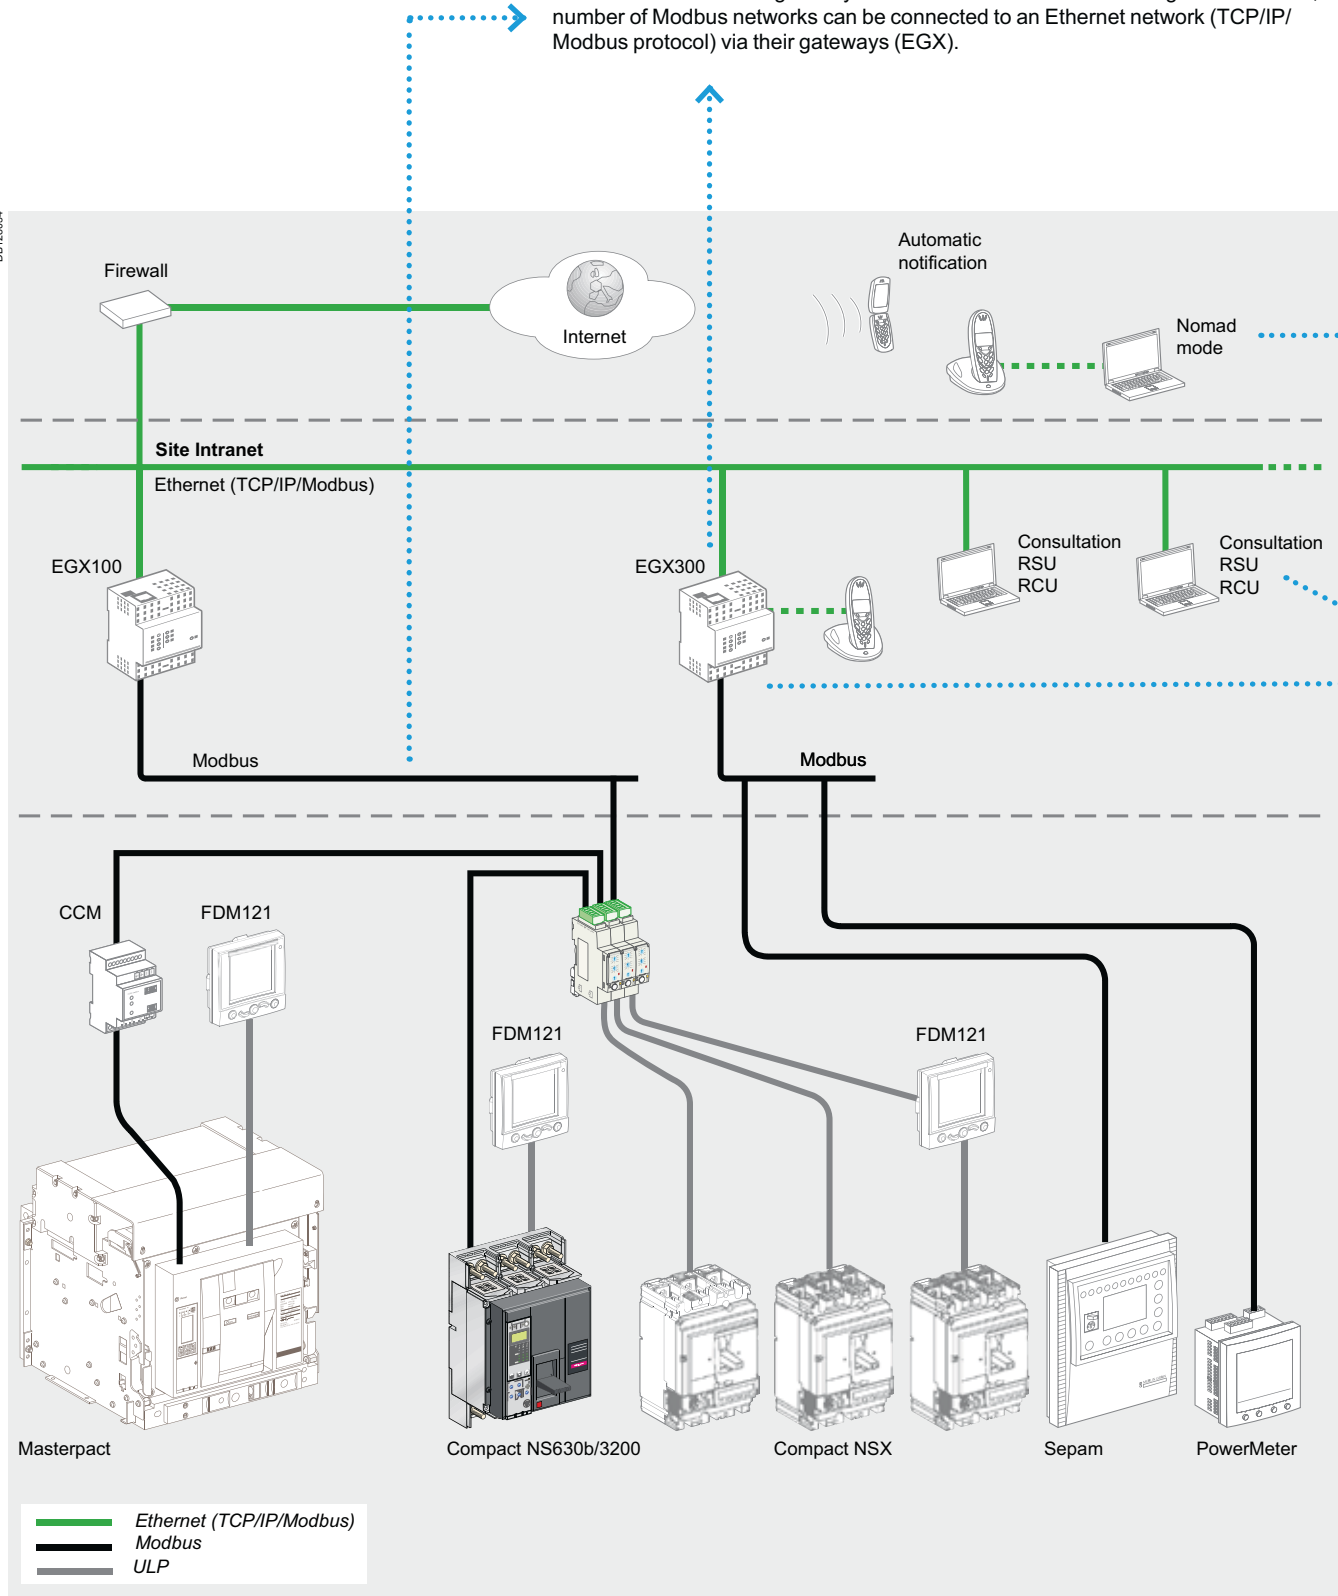 number of Modbus networks can be connected to an Ethernet network (TCP/IP/
Modbus protocol) via their gateways (EGX).
Firewall
Internet
Automatic
notification
Nomad
mode
Site Intranet
Ethernet (TCP/IP/Modbus)
EGX100
EGX300
Consultation
RSU
RCU
Consultation
RSU
RCU
Modbus
Modbus
CCM
FDM121
FDM121
FDM121
Masterpact
Compact NS630b/3200
Compact NSX
Sepam
PowerMeter
Ethernet (TCP/IP/Modbus)
Modbus
ULP